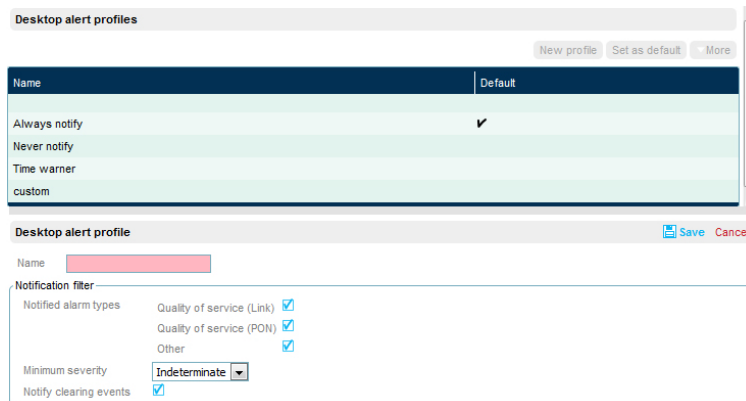 Desktop alert profiles
New profile Set as default More
Name Default
Always notify ✔
Never notify
Time warner
custom
Desktop alert profile Save Cance
Name
Notification filter
Notified alarm types Quality of service (Link)
Quality of service (PON)
Other
Minimum severity Indeterminate
Notify clearing events